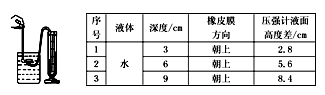 序号 液体 深度/cm 橡皮膜方向 压强计液面高度差/cm
1 水 3 朝上 2.8
2 水 6 朝上 5.6
3 水 9 朝上 8.4